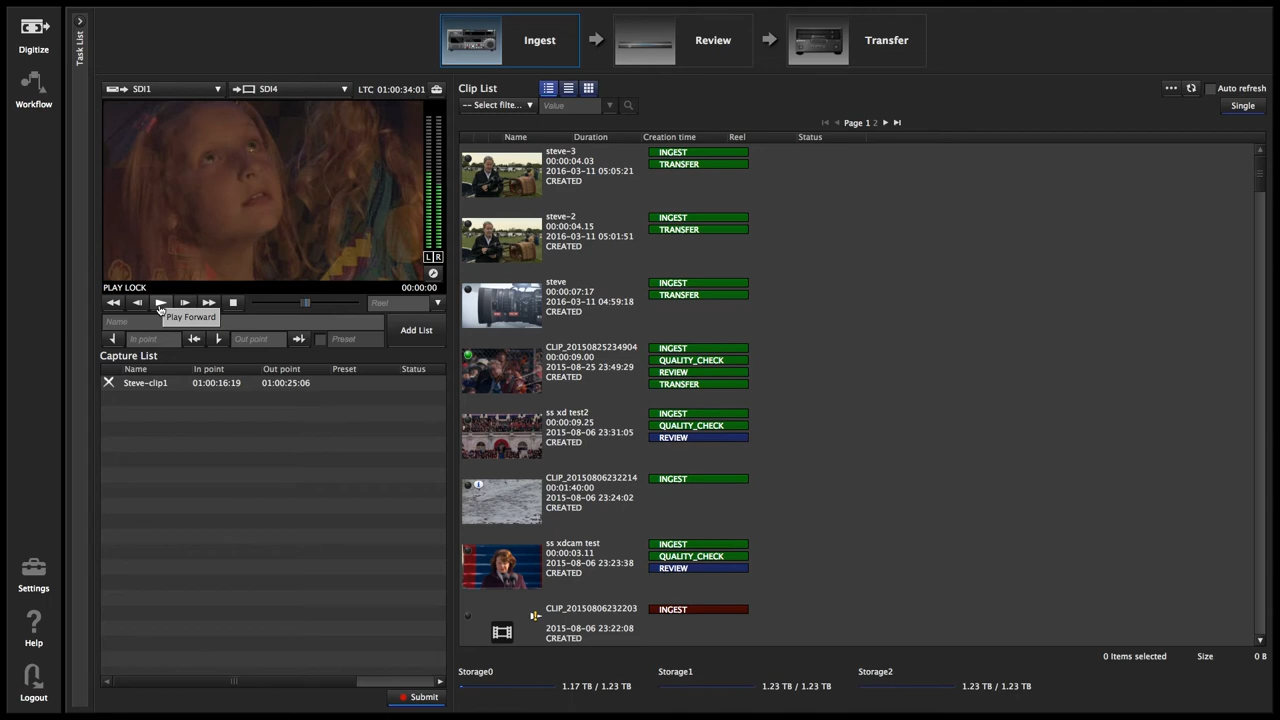 Digitize
Workflow
Settings
Help
Logout
Task List
Ingest
Review
Transfer
SDI1
SDI4
LTC 01:00:34:01
L R
PLAY LOCK
00:00:00
Reel
Play Forward
Name
Add List
In point
Out point
Preset
Capture List
Name In point Out point Preset Status
Steve-clip1 01:00:16:19 01:00:25:06
Submit
Clip List
Auto refresh
-- Select filte...
Value
Single
Page 1 2
Name Duration Creation time Reel Status
steve-3
00:00:04.03
2016-03-11 05:05:21
CREATED
INGEST
TRANSFER
steve-2
00:00:04.15
2016-03-11 05:01:51
CREATED
INGEST
TRANSFER
steve
00:00:07:17
2016-03-11 04:59:18
CREATED
INGEST
TRANSFER
CLIP_20150825234904
00:00:09.00
2015-08-25 23:49:29
CREATED
INGEST
QUALITY_CHECK
REVIEW
TRANSFER
ss xd test2
00:00:09.25
2015-08-06 23:31:05
CREATED
INGEST
QUALITY_CHECK
REVIEW
CLIP_20150806232214
00:01:40:00
2015-08-06 23:24:02
CREATED
INGEST
ss xdcam test
00:00:03.11
2015-08-06 23:23:38
CREATED
INGEST
QUALITY_CHECK
REVIEW
CLIP_20150806232203
2015-08-06 23:22:08
CREATED
INGEST
0 Items selected
Size
0 B
Storage0
1.17 TB / 1.23 TB
Storage1
1.23 TB / 1.23 TB
Storage2
1.23 TB / 1.23 TB